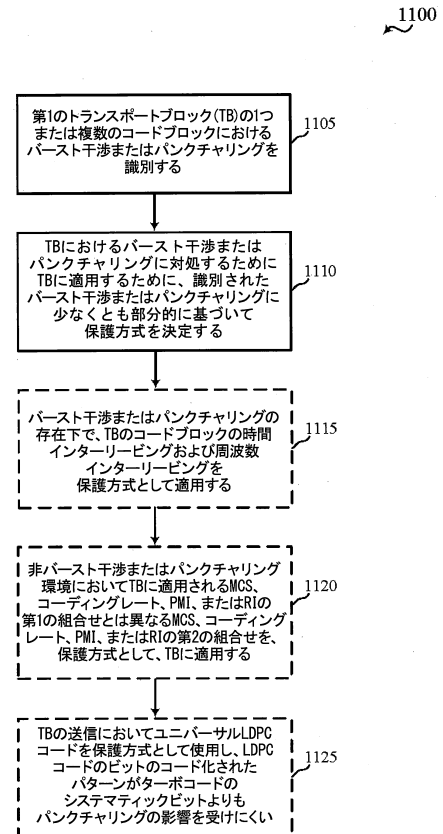 1100
第1のトランスポートブロック(TB)の1つ
または複数のコードブロックにおける
バースト干渉またはパンクチャリングを
識別する
1105
TBにおけるバースト干渉または
パンクチャリングに対処するために
TBに適用するために、識別された
バースト干渉またはパンクチャリングに
少なくとも部分的に基づいて
保護方式を決定する
1110
バースト干渉またはパンクチャリングの
存在下で、TBのコードブロックの時間
インターリービングおよび周波数
インターリービングを
保護方式として適用する
1115
非バースト干渉またはパンクチャリング
環境においてTBに適用されるMCS、
コーディングレート、PMI、またはRIの
第1の組合せとは異なるMCS、コーディング
レート、PMI、またはRIの第2の組合せを、
保護方式として、TBに適用する
1120
TBの送信においてユニバーサルLDPC
コードを保護方式として使用し、LDPC
コードのビットのコード化された
パターンがターボコードの
システマティックビットよりも
パンクチャリングの影響を受けにくい
1125